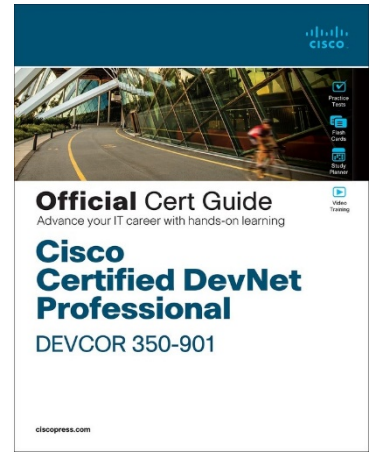 CISCO
Practice
Tests
Flash
Cards
Study
Planner
Video
Training
Official Cert Guide
Advance your IT career with hands-on learning
Cisco
Certified DevNet
Professional
DEVCOR 350-901
ciscopress.com